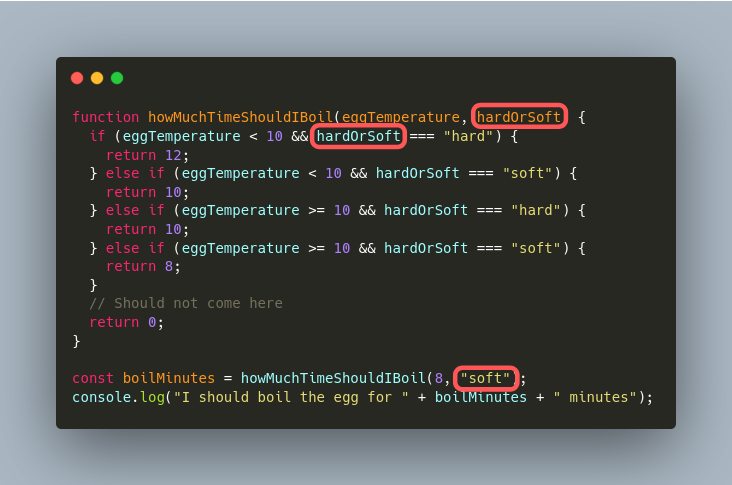 function howMuchTimeShouldIBoil(eggTemperature, hardOrSoft) {
  if (eggTemperature < 10 && hardOrSoft === "hard") {
    return 12;
  } else if (eggTemperature < 10 && hardOrSoft === "soft") {
    return 10;
  } else if (eggTemperature >= 10 && hardOrSoft === "hard") {
    return 10;
  } else if (eggTemperature >= 10 && hardOrSoft === "soft") {
    return 8;
  }
  // Should not come here
  return 0;
}
const boilMinutes = howMuchTimeShouldIBoil(8, "soft");
console.log("I should boil the egg for " + boilMinutes + " minutes");